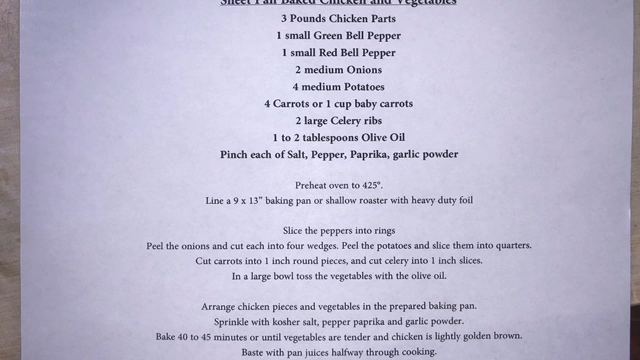 Sheet Pan Baked Chicken and Vegetables
3 Pounds Chicken Parts
1 small Green Bell Pepper
1 small Red Bell Pepper
2 medium Onions
4 medium Potatoes
4 Carrots or 1 cup baby carrots
2 large Celery ribs
1 to 2 tablespoons Olive Oil
Pinch each of Salt, Pepper, Paprika, garlic powder
Preheat oven to 425°.
Line a 9 x 13” baking pan or shallow roaster with heavy duty foil
Slice the peppers into rings
Peel the onions and cut each into four wedges. Peel the potatoes and slice them into quarters.
Cut carrots into 1 inch round pieces, and cut celery into 1 inch slices.
In a large bowl toss the vegetables with the olive oil.
Arrange chicken pieces and vegetables in the prepared baking pan.
Sprinkle with kosher salt, pepper paprika and garlic powder.
Bake 40 to 45 minutes or until vegetables are tender and chicken is lightly golden brown.
Baste with pan juices halfway through cooking.